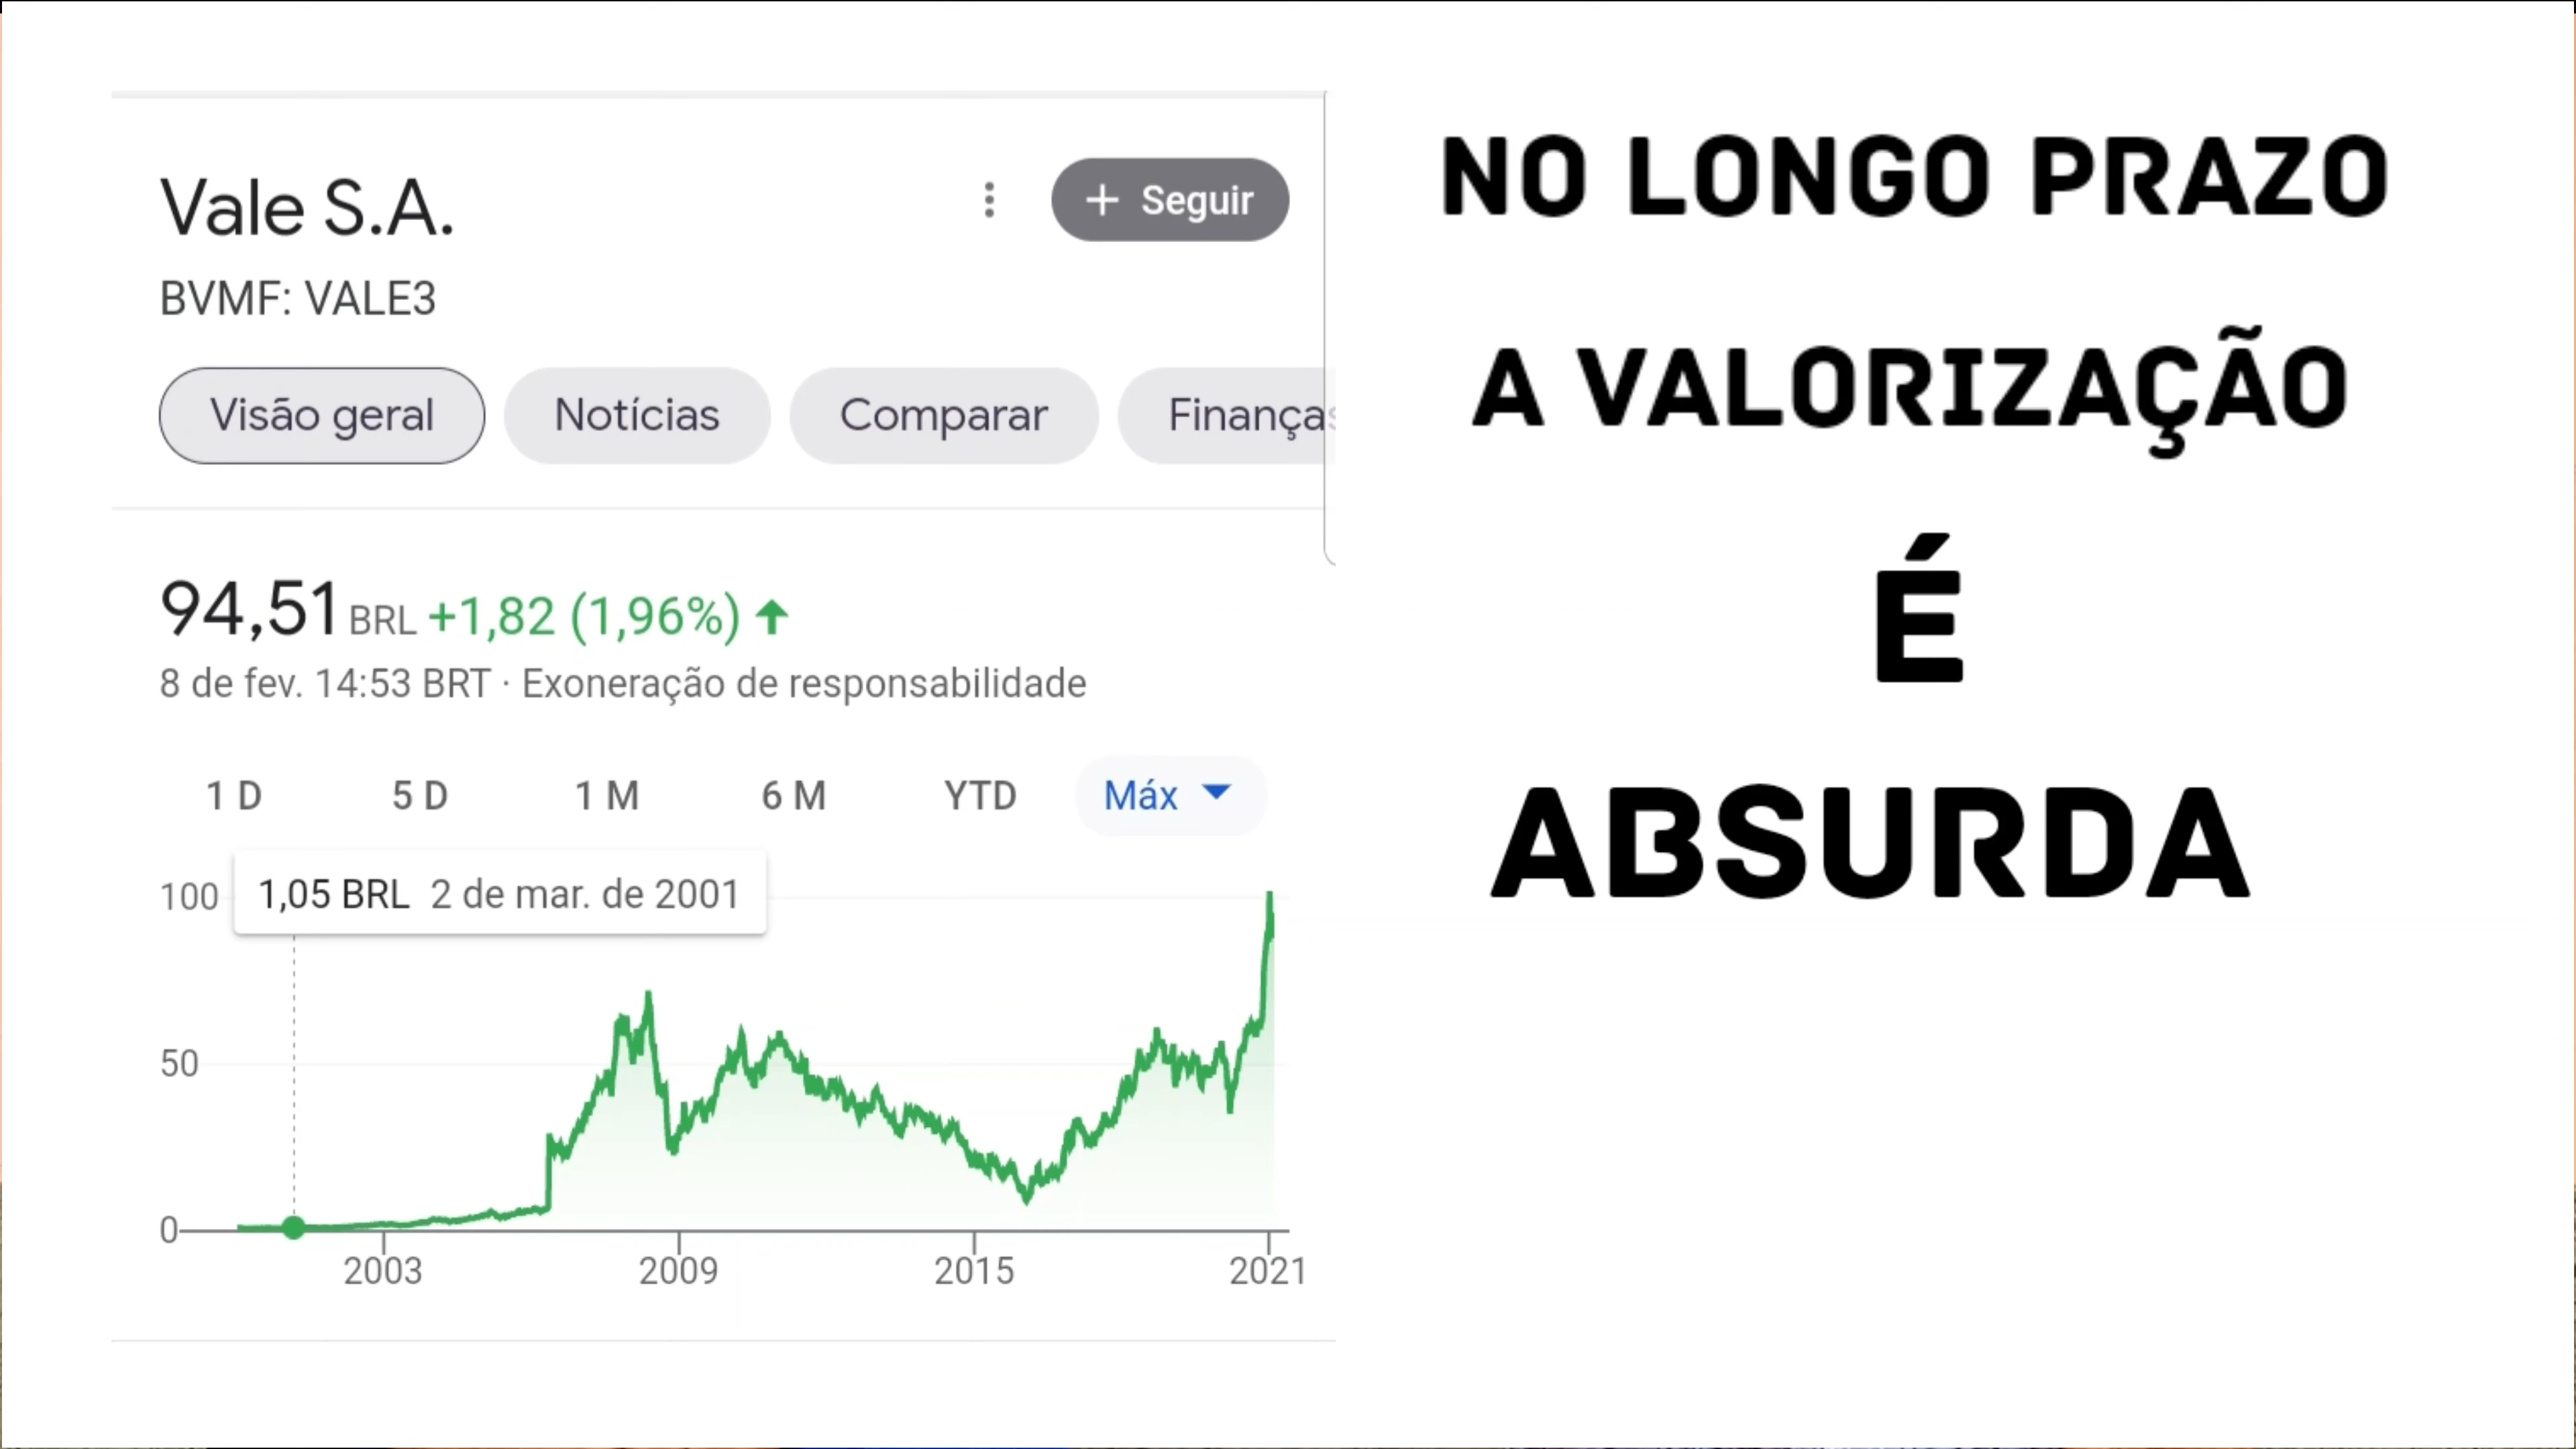 Vale S.A.
+ Seguir
BVMF: VALE3
Visão geral Notícias Comparar Finanças
94,51 BRL +1,82 (1,96%)
8 de fev. 14:53 BRT · Exoneração de responsabilidade
1 D 5 D 1 M 6 M YTD Máx
100
1,05 BRL 2 de mar. de 2001
50
0
2003 2009 2015 2021
NO LONGO PRAZO
A VALORIZAÇÃO
É
ABSURDA